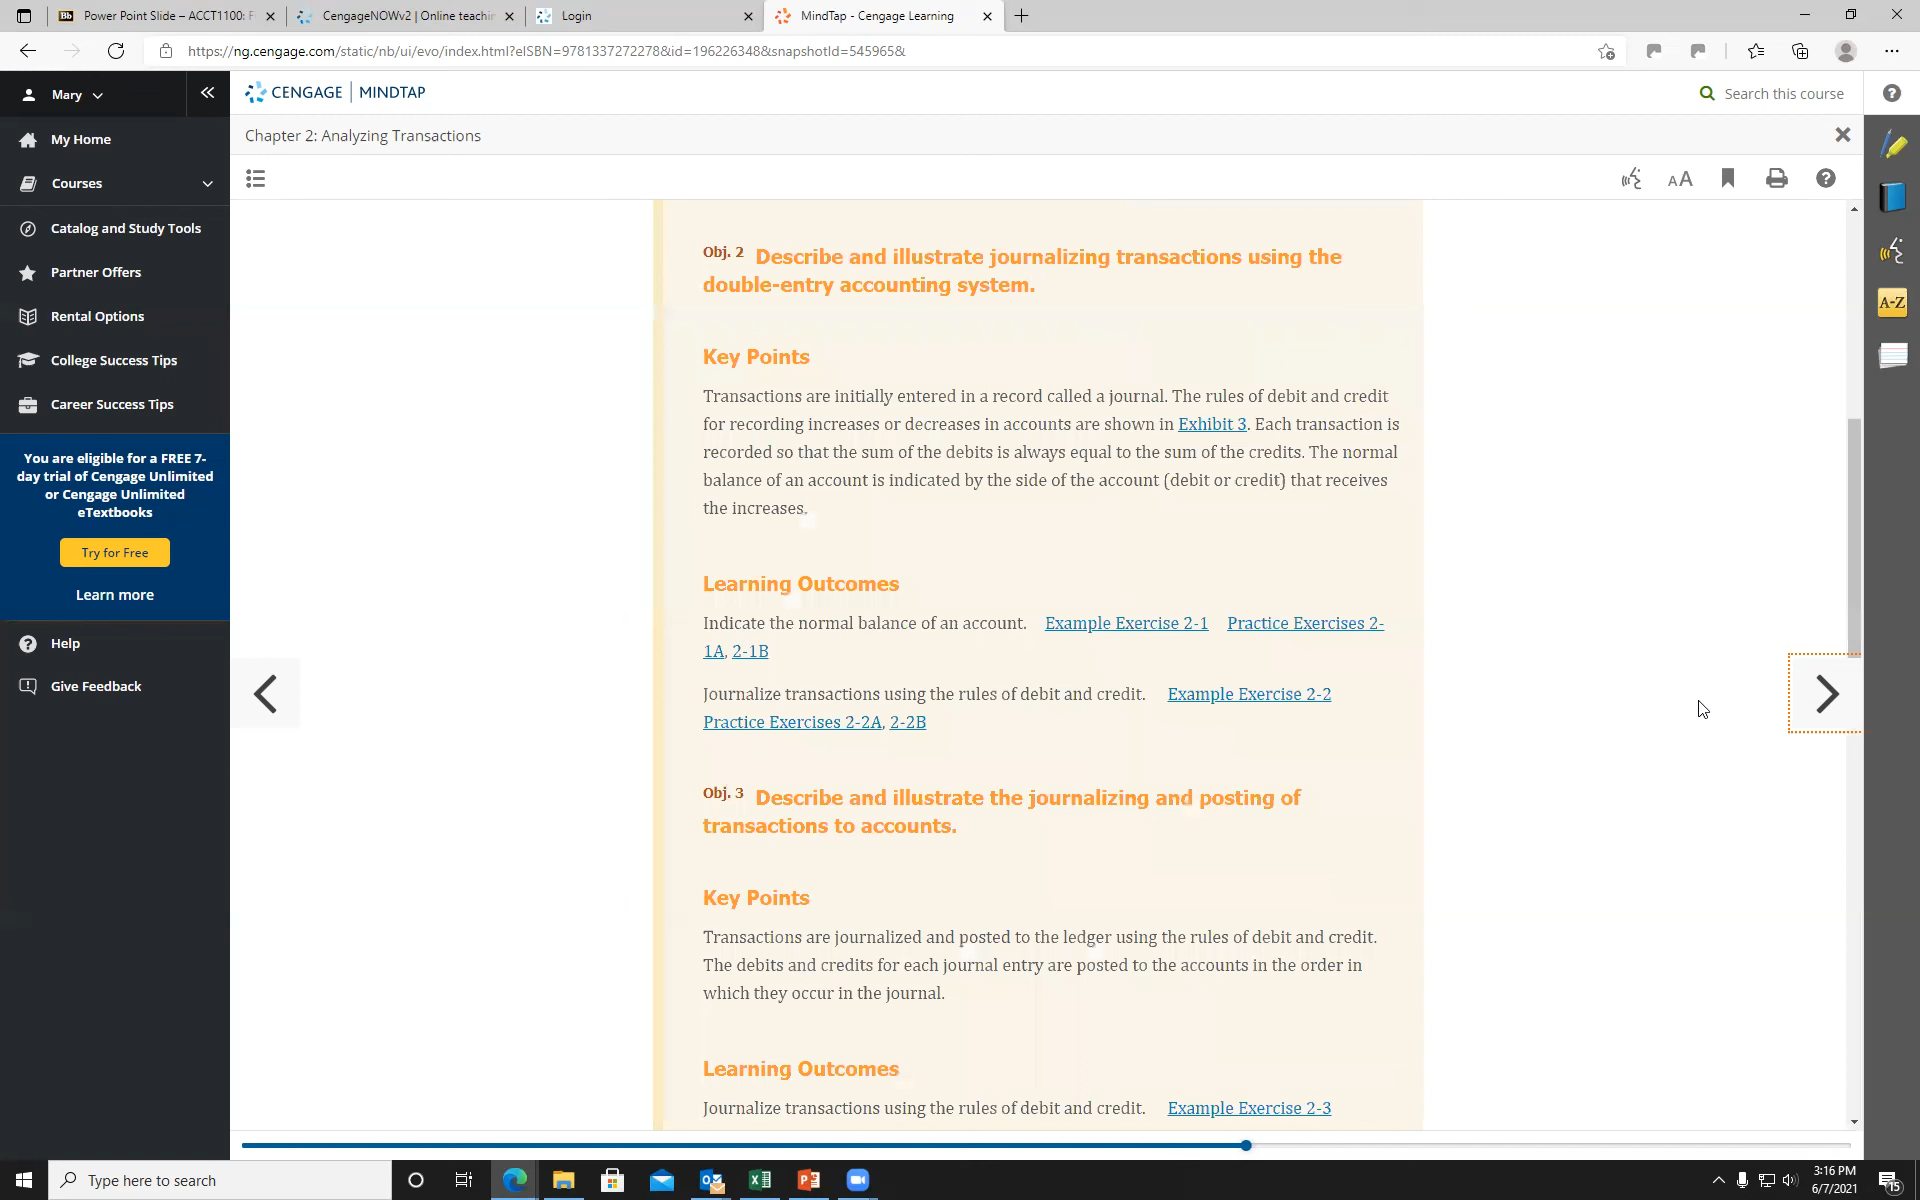 Power Point Slide – ACCT1100: F
CengageNOWv2 | Online teachin
Login
MindTap - Cengage Learning
https://ng.cengage.com/static/nb/ui/evo/index.html?eISBN=9781337272278&id=196226348&snapshotId=545965&
Mary
CENGAGE | MINDTAP
Search this course
My Home
Chapter 2: Analyzing Transactions
Courses
Catalog and Study Tools
Partner Offers
Rental Options
College Success Tips
Career Success Tips
You are eligible for a FREE 7-
day trial of Cengage Unlimited
or Cengage Unlimited
eTextbooks
Try for Free
Learn more
Help
Give Feedback
Obj. 2 Describe and illustrate journalizing transactions using the
double-entry accounting system.
Key Points
Transactions are initially entered in a record called a journal. The rules of debit and credit
for recording increases or decreases in accounts are shown in Exhibit 3. Each transaction is
recorded so that the sum of the debits is always equal to the sum of the credits. The normal
balance of an account is indicated by the side of the account (debit or credit) that receives
the increases.
Learning Outcomes
Indicate the normal balance of an account. Example Exercise 2-1 Practice Exercises 2-
1A, 2-1B
Journalize transactions using the rules of debit and credit. Example Exercise 2-2
Practice Exercises 2-2A, 2-2B
Obj. 3 Describe and illustrate the journalizing and posting of
transactions to accounts.
Key Points
Transactions are journalized and posted to the ledger using the rules of debit and credit.
The debits and credits for each journal entry are posted to the accounts in the order in
which they occur in the journal.
Learning Outcomes
Journalize transactions using the rules of debit and credit. Example Exercise 2-3
AA
A-Z
Type here to search
3:16 PM
6/7/2021
15